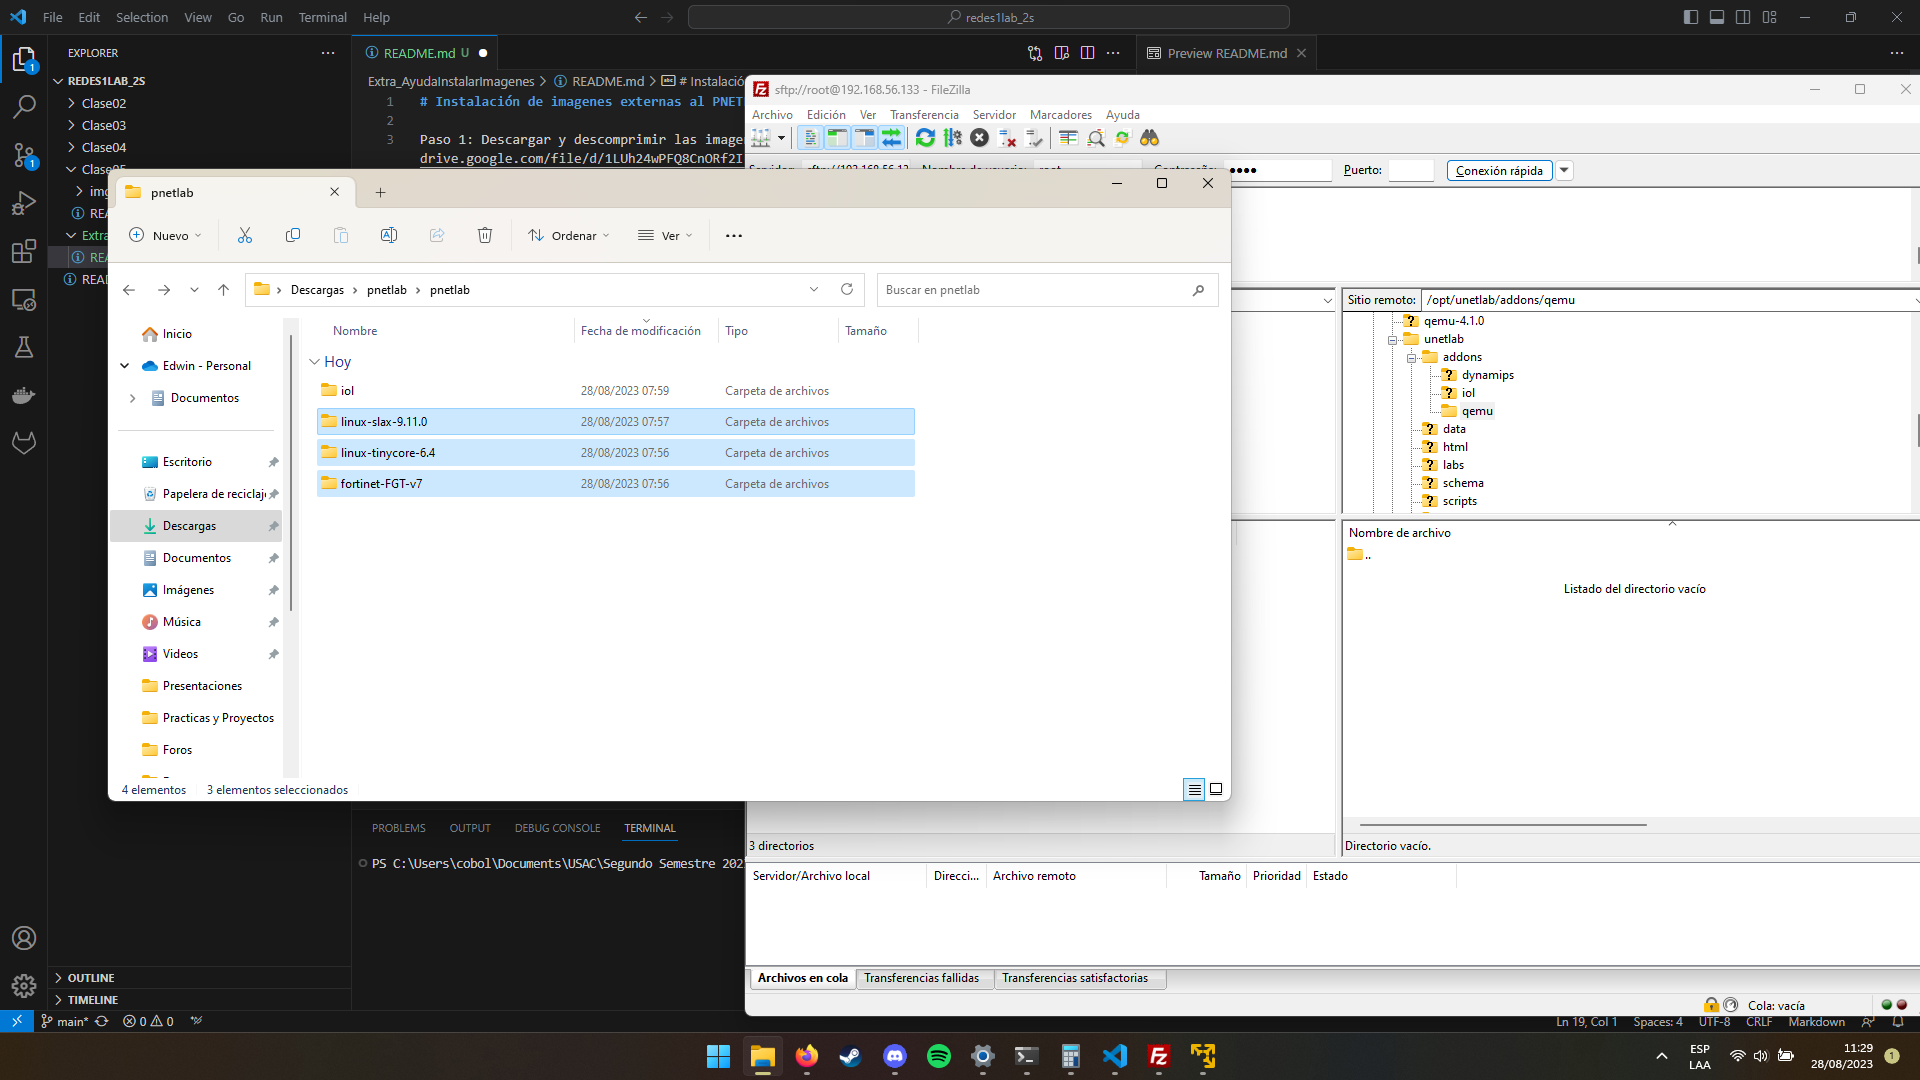 File Edit Selection View Go Run Terminal Help
redes1lab_2s
EXPLORER
README.md U
Preview README.md
REDES1LAB_2S
Clase02
Clase03
Clase04
Extra_AyudaInstalarImagenes > README.md > # Instalació
1 # Instalación de imagenes externas al PNET
2
3 Paso 1: Descargar y descomprimir las image
drive.google.com/file/d/1LUh24wPFQ8CnORf2I
img
REA
Extra
REA
READ
sftp://root@192.168.56.133 - FileZilla
Archivo Edición Ver Transferencia Servidor Marcadores Ayuda
Puerto: Conexión rápida
Sitio remoto: /opt/unetlab/addons/qemu
qemu-4.1.0
unetlab
addons
dynamips
iol
qemu
data
html
labs
schema
scripts
Nombre de archivo
..
Listado del directorio vacío
3 directorios
Directorio vacío.
Servidor/Archivo local Direcci... Archivo remoto Tamaño Prioridad Estado
Archivos en cola Transferencias fallidas Transferencias satisfactorias
Cola: vacía
pnetlab
Nuevo Ordenar Ver
Descargas > pnetlab > pnetlab
Buscar en pnetlab
Inicio
Edwin - Personal
Documentos
Escritorio
Papelera de reciclaje
Descargas
Documentos
Imágenes
Música
Videos
Presentaciones
Practicas y Proyectos
Foros
Nombre Fecha de modificación Tipo Tamaño
Hoy
iol 28/08/2023 07:59 Carpeta de archivos
linux-slax-9.11.0 28/08/2023 07:57 Carpeta de archivos
linux-tinycore-6.4 28/08/2023 07:56 Carpeta de archivos
fortinet-FGT-v7 28/08/2023 07:56 Carpeta de archivos
4 elementos 3 elementos seleccionados
PROBLEMS OUTPUT DEBUG CONSOLE TERMINAL
PS C:\Users\cobol\Documents\USAC\Segundo Semestre 202
OUTLINE
TIMELINE
main* 0 0
Ln 19, Col 1 Spaces: 4 UTF-8 CRLF Markdown
ESP
LAA
11:29
28/08/2023
1